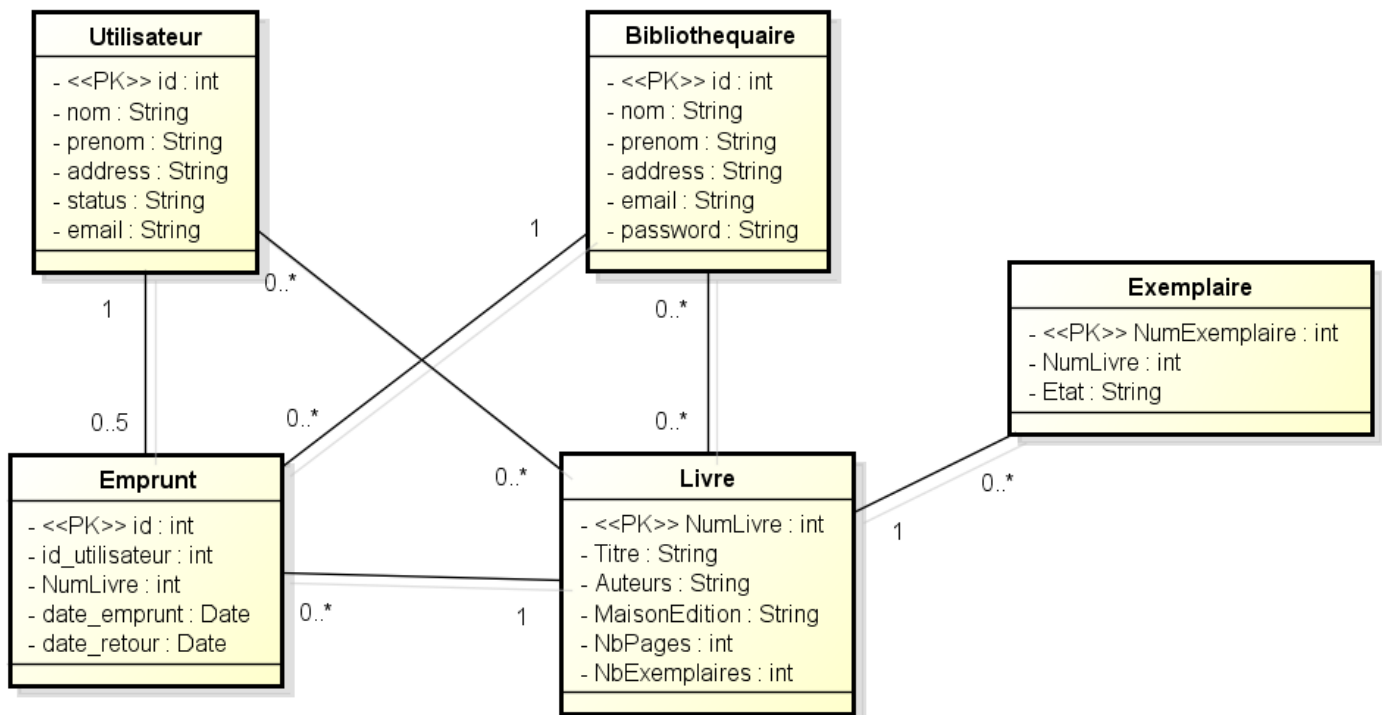 Utilisateur
- <<PK>> id : int
- nom : String
- prenom : String
- address : String
- status : String
- email : String
Bibliothequaire
- <<PK>> id : int
- nom : String
- prenom : String
- address : String
- email : String
- password : String
Exemplaire
- <<PK>> NumExemplaire : int
- NumLivre : int
- Etat : String
1
0..*
1
0..*
0..5
0..*
0..*
0..*
0..*
1
Emprunt
- <<PK>> id : int
- id_utilisateur : int
- NumLivre : int
- date_emprunt : Date
- date_retour : Date
0..*
1
Livre
- <<PK>> NumLivre : int
- Titre : String
- Auteurs : String
- MaisonEdition : String
- NbPages : int
- NbExemplaires : int